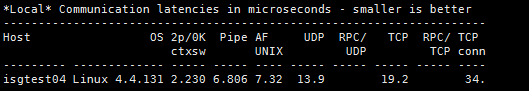 *Local* Communication latencies in microseconds - smaller is better
---------------------------------------------------------------------
Host                 OS 2p/0K  Pipe AF     UDP  RPC/   TCP  RPC/ TCP
                        ctxsw       UNIX         UDP         TCP conn
--------- ------------- ----- ----- ---- ----- ----- ----- ----- ----
isgtest04 Linux 4.4.131 2.230 6.806 7.32  13.9        19.2        34.